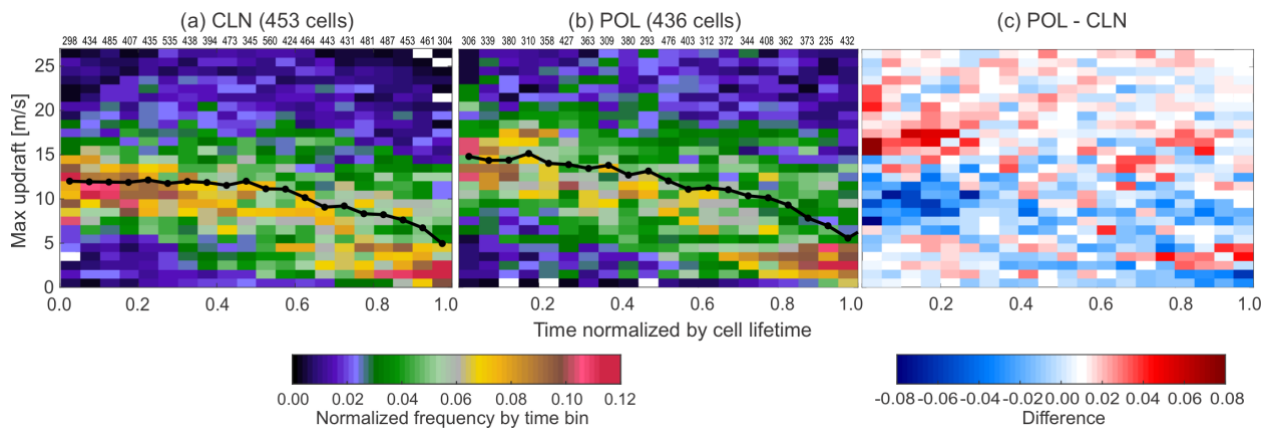 (a) CLN (453 cells)
(b) POL (436 cells)
(c) POL - CLN
298 434 485 407 435 535 438 394 473 345 560 424 464 443 431 481 487 453 461 304
306 339 380 310 358 427 363 309 380 293 476 403 312 372 344 408 362 373 235 432
Max updraft [m/s]
25
20
15
10
5
0
0.0 0.2 0.4 0.6 0.8 1.0
0.2 0.4 0.6 0.8 1.0
0.2 0.4 0.6 0.8 1.0
Time normalized by cell lifetime
0.00 0.02 0.04 0.06 0.08 0.10 0.12
Normalized frequency by time bin
-0.08 -0.06 -0.04 -0.02 0.00 0.02 0.04 0.06 0.08
Difference